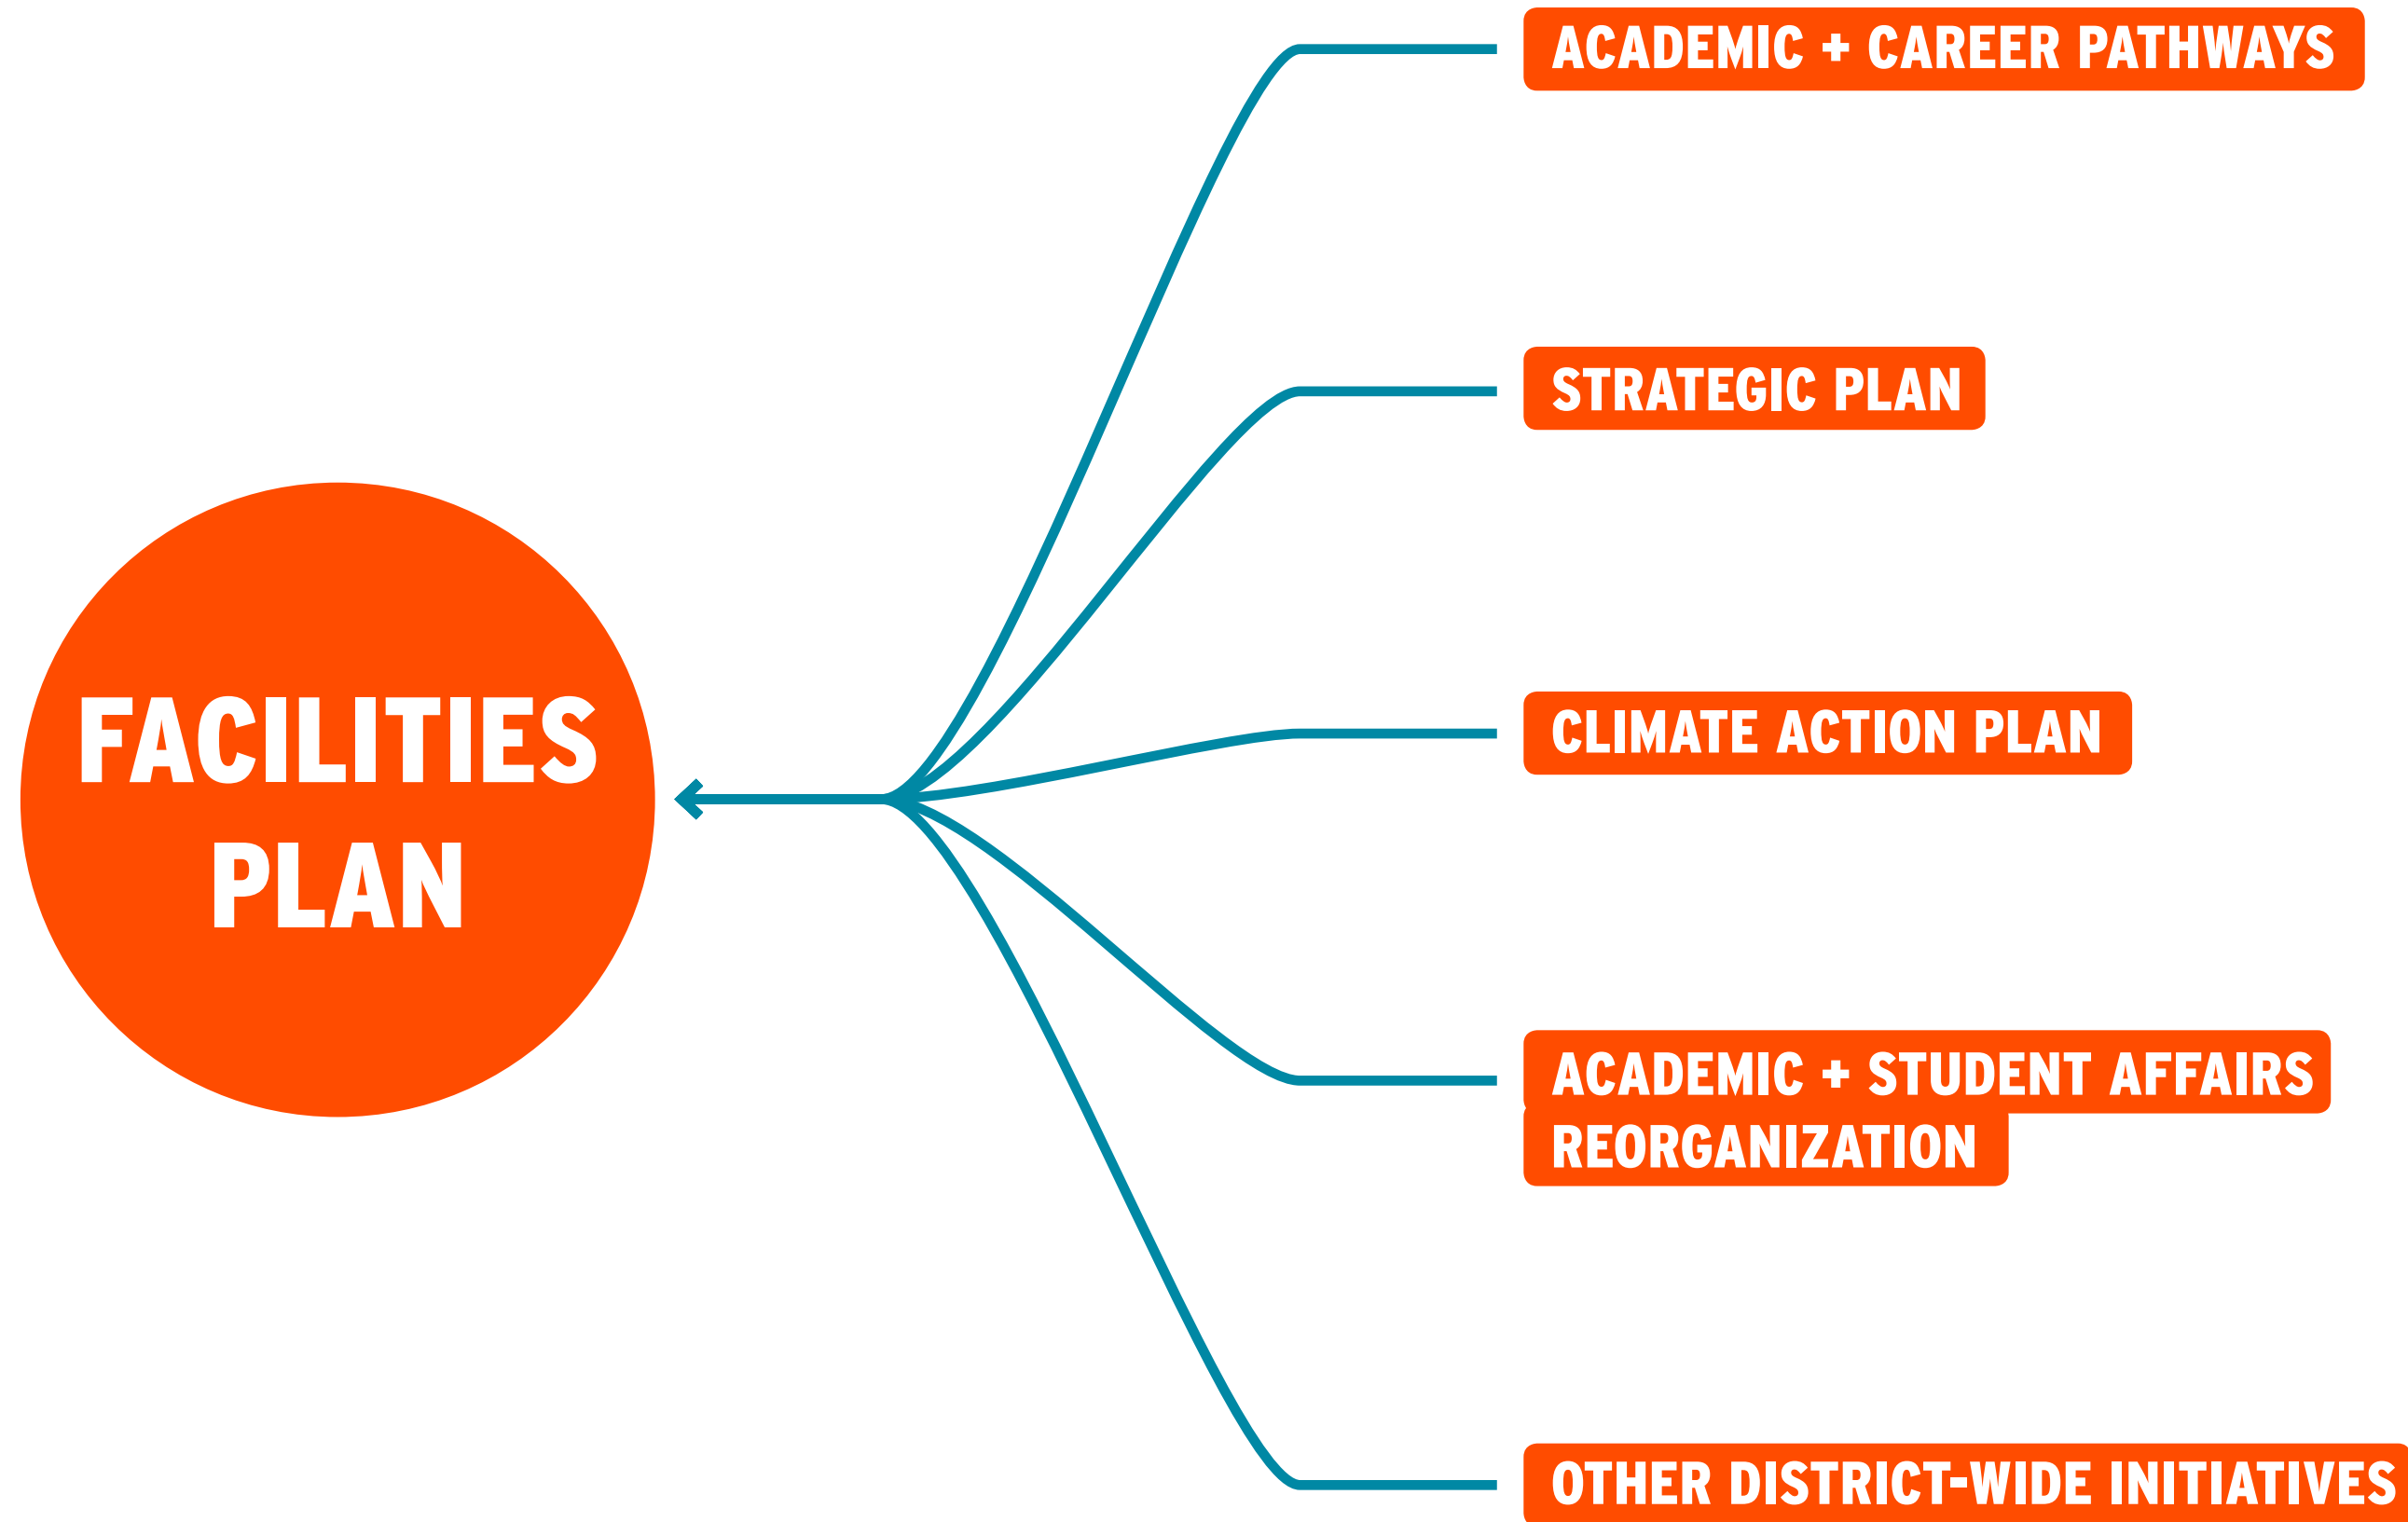 ACADEMIC + CAREER PATHWAYS
STRATEGIC PLAN
FACILITIES
PLAN
CLIMATE ACTION PLAN
ACADEMIC + STUDENT AFFAIRS
REORGANIZATION
OTHER DISTRICT-WIDE INITIATIVES